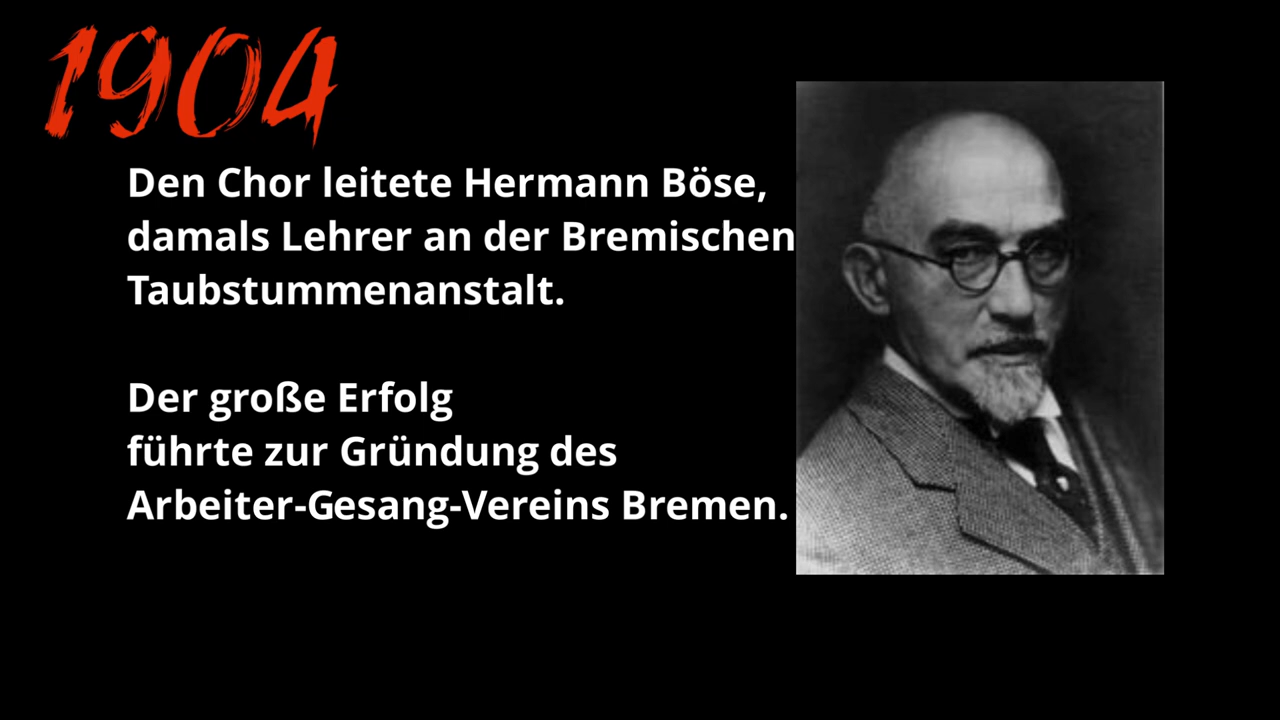 1904
Den Chor leitete Hermann Böse,
damals Lehrer an der Bremischen
Taubstummenanstalt.
Der große Erfolg
führte zur Gründung des
Arbeiter-Gesang-Vereins Bremen.